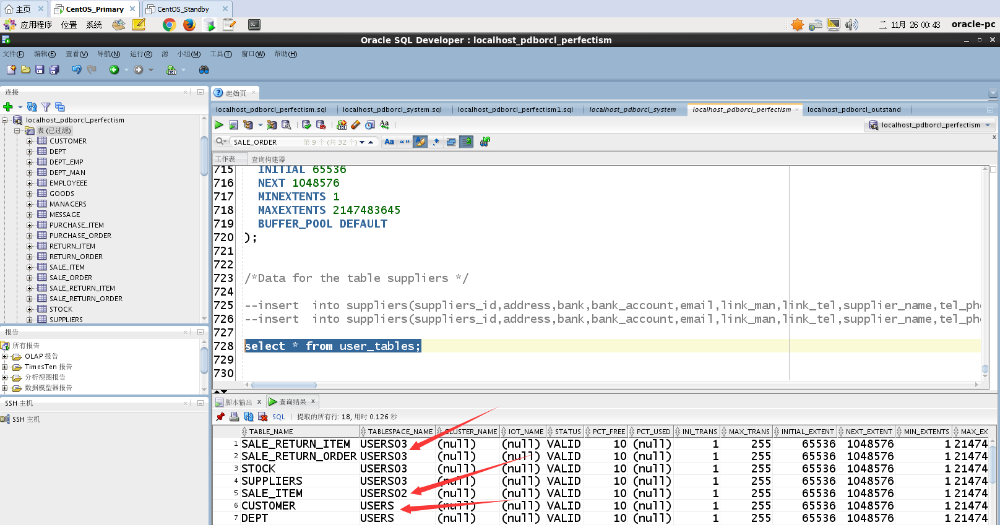 主页
CentOS_Primary
CentOS_Standby
应用程序 位置 系统
二 11月 26 00:43 oracle-pc
Oracle SQL Developer : localhost_pdborcl_perfectism
文件(F) 编辑(E) 查看(V) 导航(N) 运行(R) 源 小组(M) 工具(T) 窗口(W) 帮助(H)
连接
localhost_pdborcl_perfectism
表 (已过滤)
CUSTOMER
DEPT
DEPT_EMP
DEPT_MAN
EMPLOYEEE
GOODS
MANAGERS
MESSAGE
PURCHASE_ITEM
PURCHASE_ORDER
RETURN_ITEM
RETURN_ORDER
SALE_ITEM
SALE_ORDER
SALE_RETURN_ITEM
SALE_RETURN_ORDER
STOCK
SUPPLIERS
报告
所有报告
OLAP 报告
TimesTen 报告
分析视图报告
数据模型器报告
SSH 主机
SSH 主机
起始页
localhost_pdborcl_perfectism.sql localhost_pdborcl_system.sql localhost_pdborcl_perfectism1.sql localhost_pdborcl_system localhost_pdborcl_perfectism localhost_pdborcl_outstand
localhost_pdborcl_perfectism
SALE_ORDER 第 9 个 (共 32 个)
工作表 查询构建器
715 INITIAL 65536
716 NEXT 1048576
717 MINEXTENTS 1
718 MAXEXTENTS 2147483645
719 BUFFER_POOL DEFAULT
720 );
721
722
723 /*Data for the table suppliers */
724
725 --insert  into suppliers(suppliers_id,address,bank,bank_account,email,link_man,link_tel,supplier_name,tel_pho
726 --insert  into suppliers(suppliers_id,address,bank,bank_account,email,link_man,link_tel,supplier_name,tel_pho
727
728 select * from user_tables;
729
730
脚本输出 x 查询结果 x
SQL | 提取的所有行: 18, 用时 0.126 秒
TABLE_NAME TABLESPACE_NAME CLUSTER_NAME IOT_NAME STATUS PCT_FREE PCT_USED INI_TRANS MAX_TRANS INITIAL_EXTENT NEXT_EXTENT MIN_EXTENTS MAX_EX
1 SALE_RETURN_ITEM USERS03 (null) (null) VALID 10 (null) 1 255 65536 1048576 1 21474
2 SALE_RETURN_ORDER USERS03 (null) (null) VALID 10 (null) 1 255 65536 1048576 1 21474
3 STOCK USERS03 (null) (null) VALID 10 (null) 1 255 65536 1048576 1 21474
4 SUPPLIERS USERS03 (null) (null) VALID 10 (null) 1 255 65536 1048576 1 21474
5 SALE_ITEM USERS02 (null) (null) VALID 10 (null) 1 255 65536 1048576 1 21474
6 CUSTOMER USERS (null) (null) VALID 10 (null) 1 255 65536 1048576 1 21474
7 DEPT USERS (null) (null) VALID 10 (null) 1 255 65536 1048576 1 21474